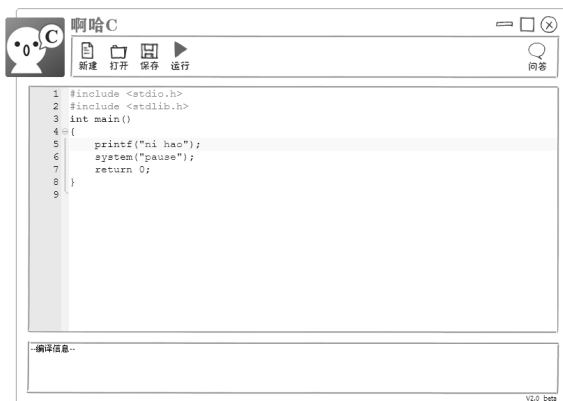 啊哈C
C
新建 打开 保存 运行
问答
1 #include <stdio.h>
2 #include <stdlib.h>
3 int main()
4 {
5 printf("ni hao");
6 system("pause");
7 return 0;
8 }
9
--编译信息--
V2.0 beta